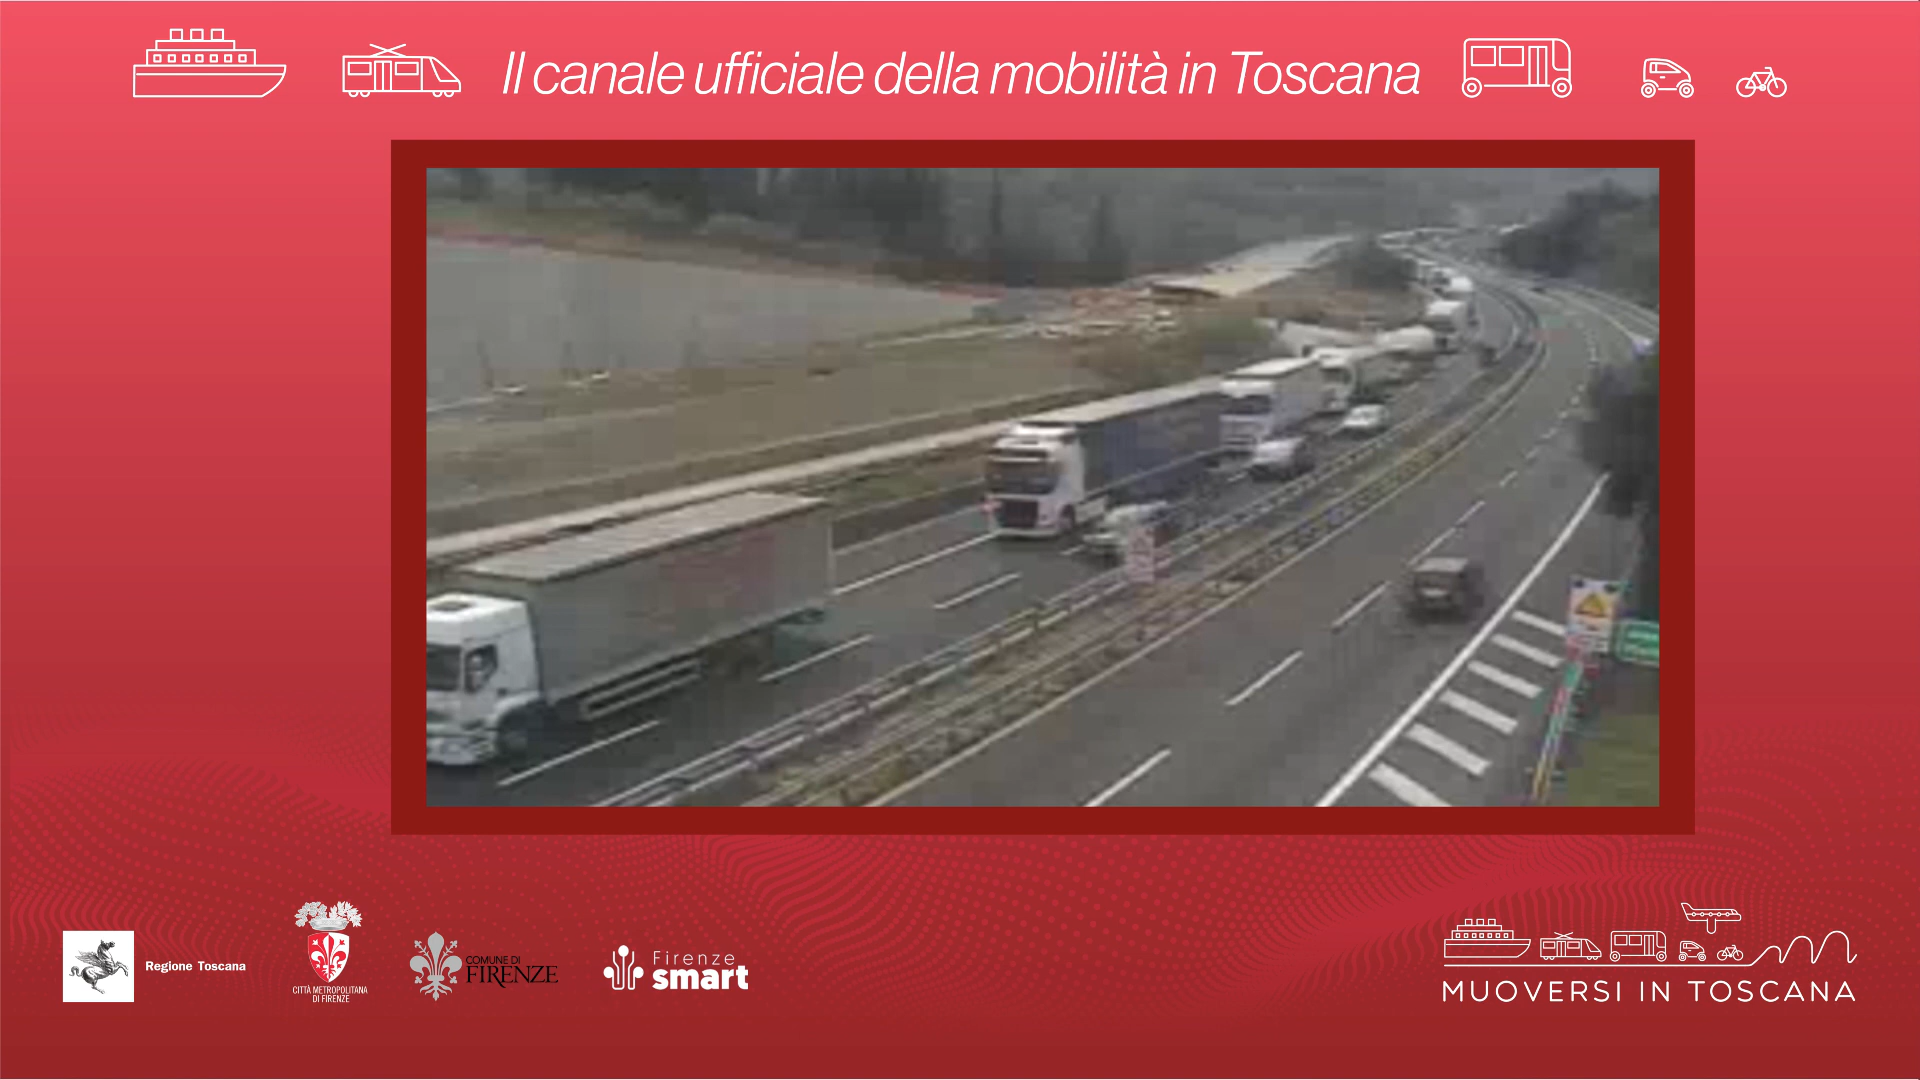 Il canale ufficiale della mobilità in Toscana
Regione Toscana
CITTÀ METROPOLITANA
DI FIRENZE
COMUNE DI
FIRENZE
Firenze
smart
MUOVERSI IN TOSCANA